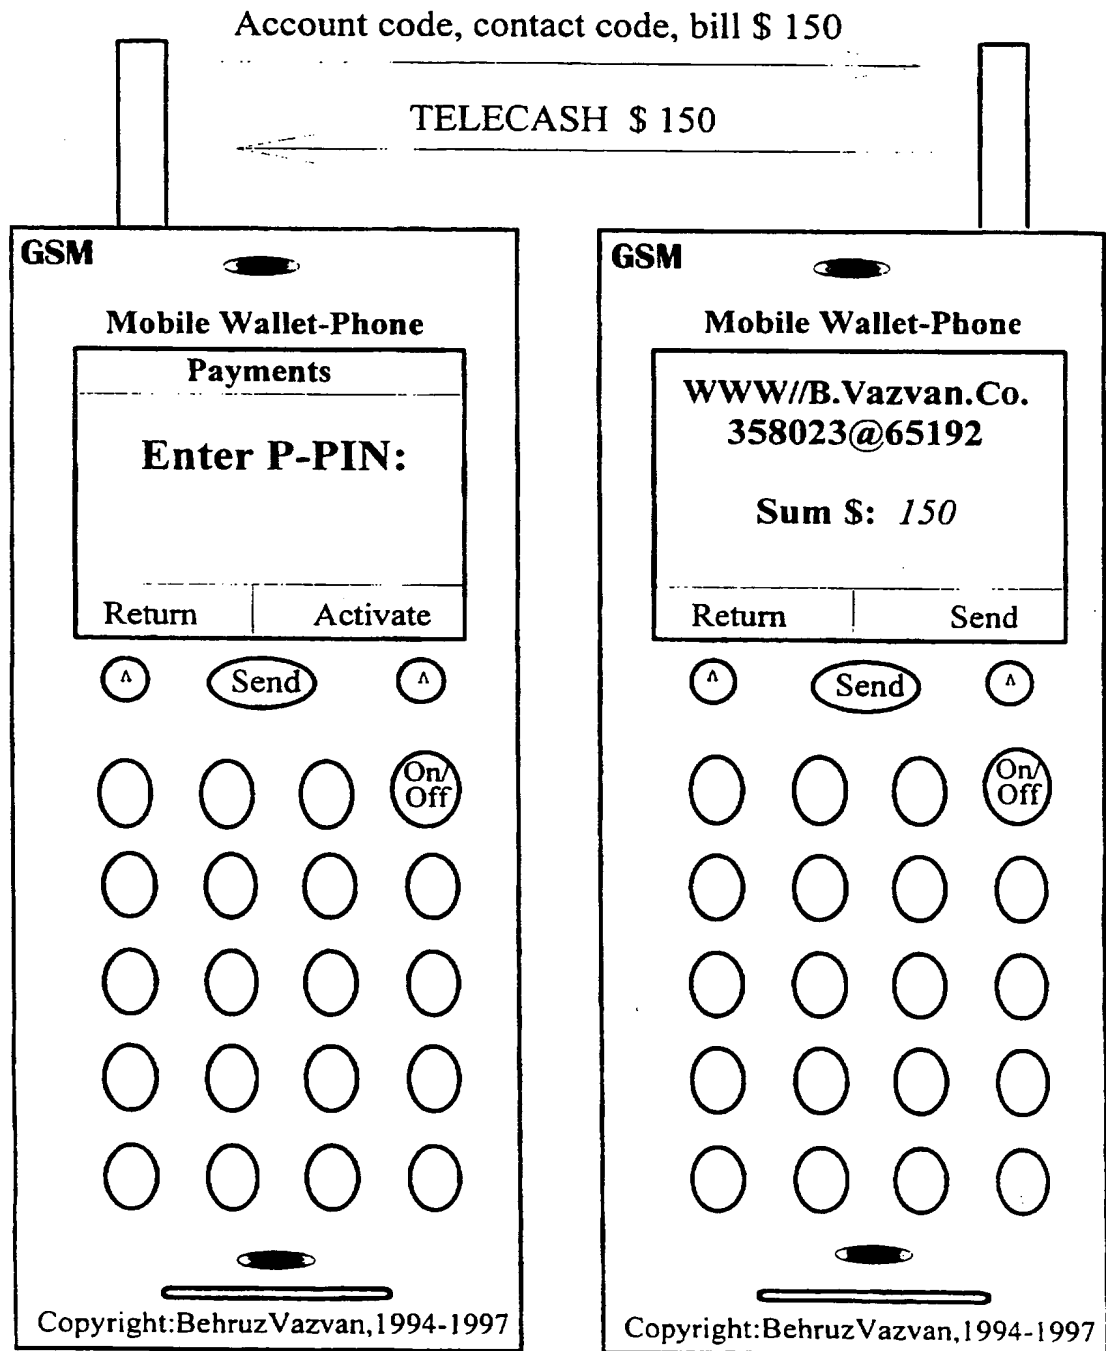 Account code, contact code, bill $ 150
TELECASH $ 150
GSM
Mobile Wallet-Phone
Payments
Enter P-PIN:
Return Activate
^ Send ^
On/
Off
Copyright:BehruzVazvan,1994-1997
GSM
Mobile Wallet-Phone
WWW//B.Vazvan.Co.
358023@65192
Sum $: 150
Return Send
^ Send ^
On/
Off
Copyright:BehruzVazvan,1994-1997